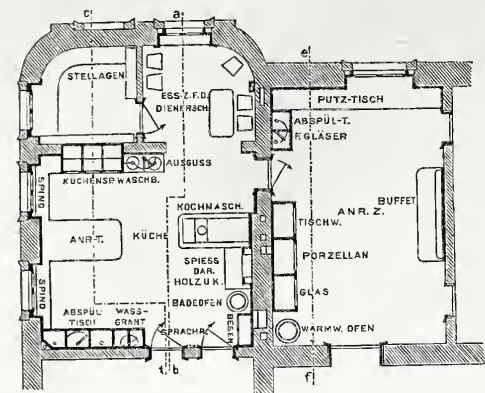 c
a
e
STELLAGEN
ESS-Z.F.D.
DIENERSCH.
PUTZ-TISCH
ABSPÜL-T.
F.GLÄSER
AUSGUSS
SPIND
KÜCHENSP.WASCHB.
KOCHMASCH.
BUFFET
ANR-T.
KÜCHE
TISCHW.
ANR.Z.
SPIESS
DAR.
HOLZ U K.
PORZELLAN
SPIND
BADEOFEN
GLAS
ABSPÜL
TISCH
WASS-
GRANT
SPRACHR.
BESEN
WARMW. OFEN
b
f